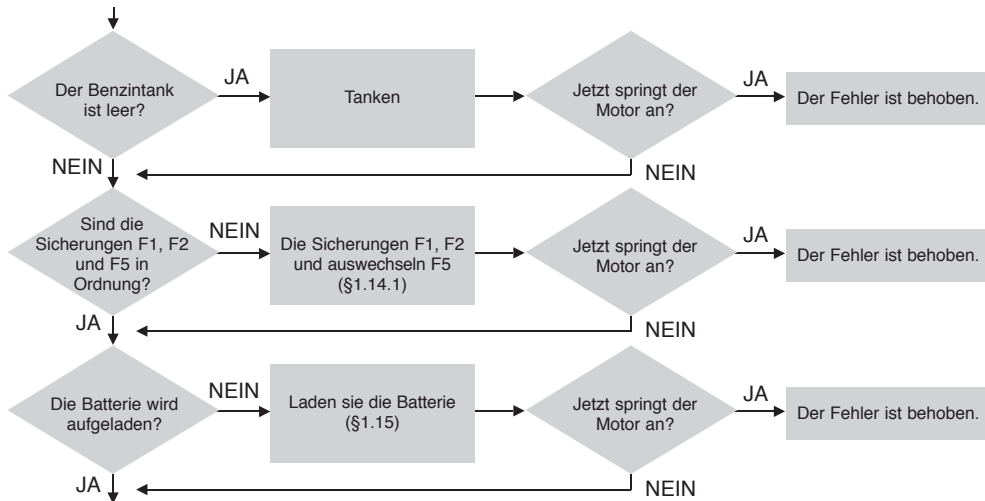 Der Benzintank
ist leer?
JA
Tanken
Jetzt springt der
Motor an?
JA
Der Fehler ist behoben.
NEIN
NEIN
Sind die
Sicherungen F1, F2
und F5 in
Ordnung?
NEIN
Die Sicherungen F1, F2
und auswechseln F5
(§1.14.1)
Jetzt springt der
Motor an?
JA
Der Fehler ist behoben.
JA
NEIN
Die Batterie wird
aufgeladen?
NEIN
Laden sie die Batterie
(§1.15)
Jetzt springt der
Motor an?
JA
Der Fehler ist behoben.
JA
NEIN